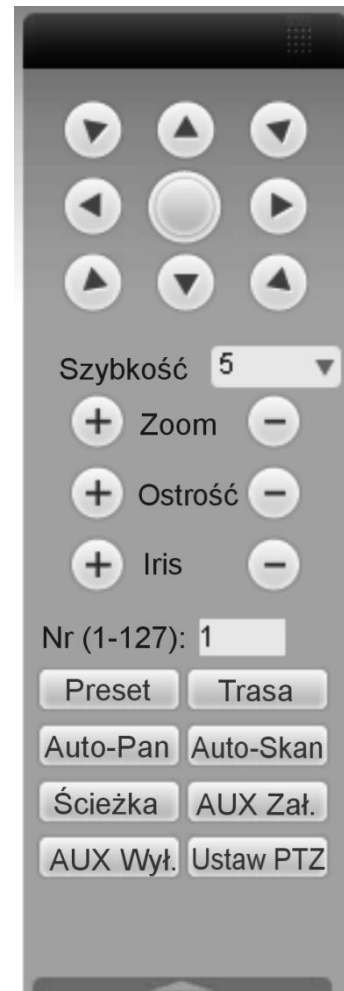 Szybkość 5
+ Zoom −
+ Ostrość −
+ Iris −
Nr (1-127): 1
Preset Trasa
Auto-Pan Auto-Skan
Ścieżka AUX Zał.
AUX Wył. Ustaw PTZ